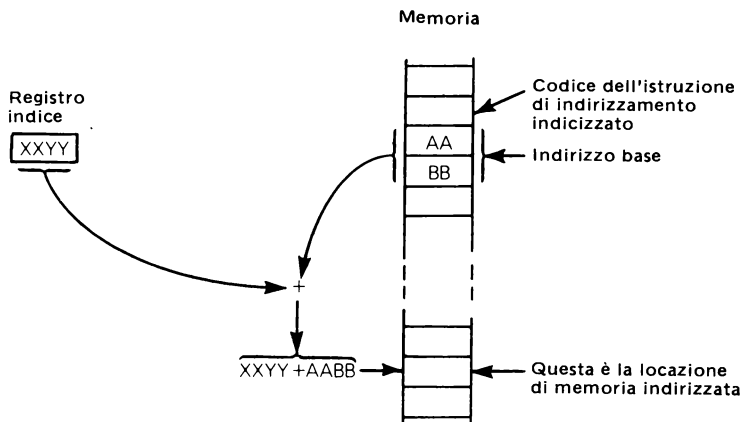 Memoria
Registro
indice
XXYY
Codice dell'istruzione
di indirizzamento
indicizzato
AA
BB
Indirizzo base
+
XXYY +AABB
Questa è la locazione
di memoria indirizzata